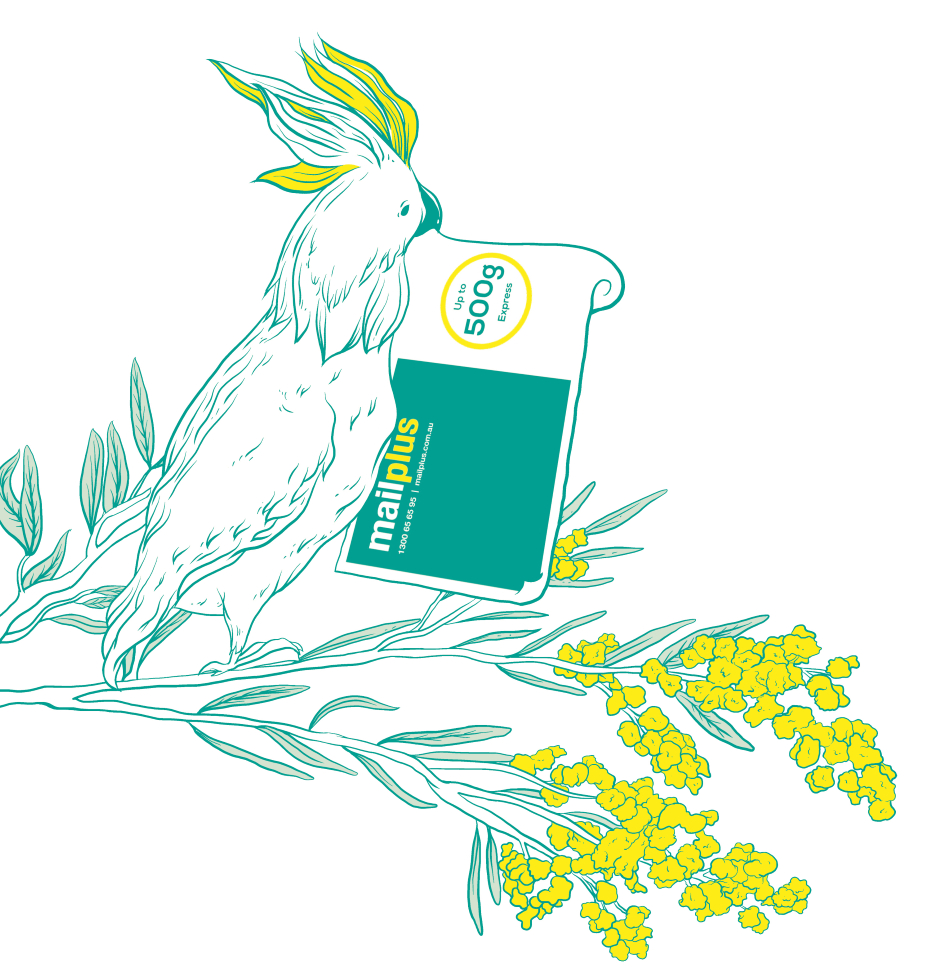 Up to
500g
Express
mailplus
1300 65 65 95 | mailplus.com.au